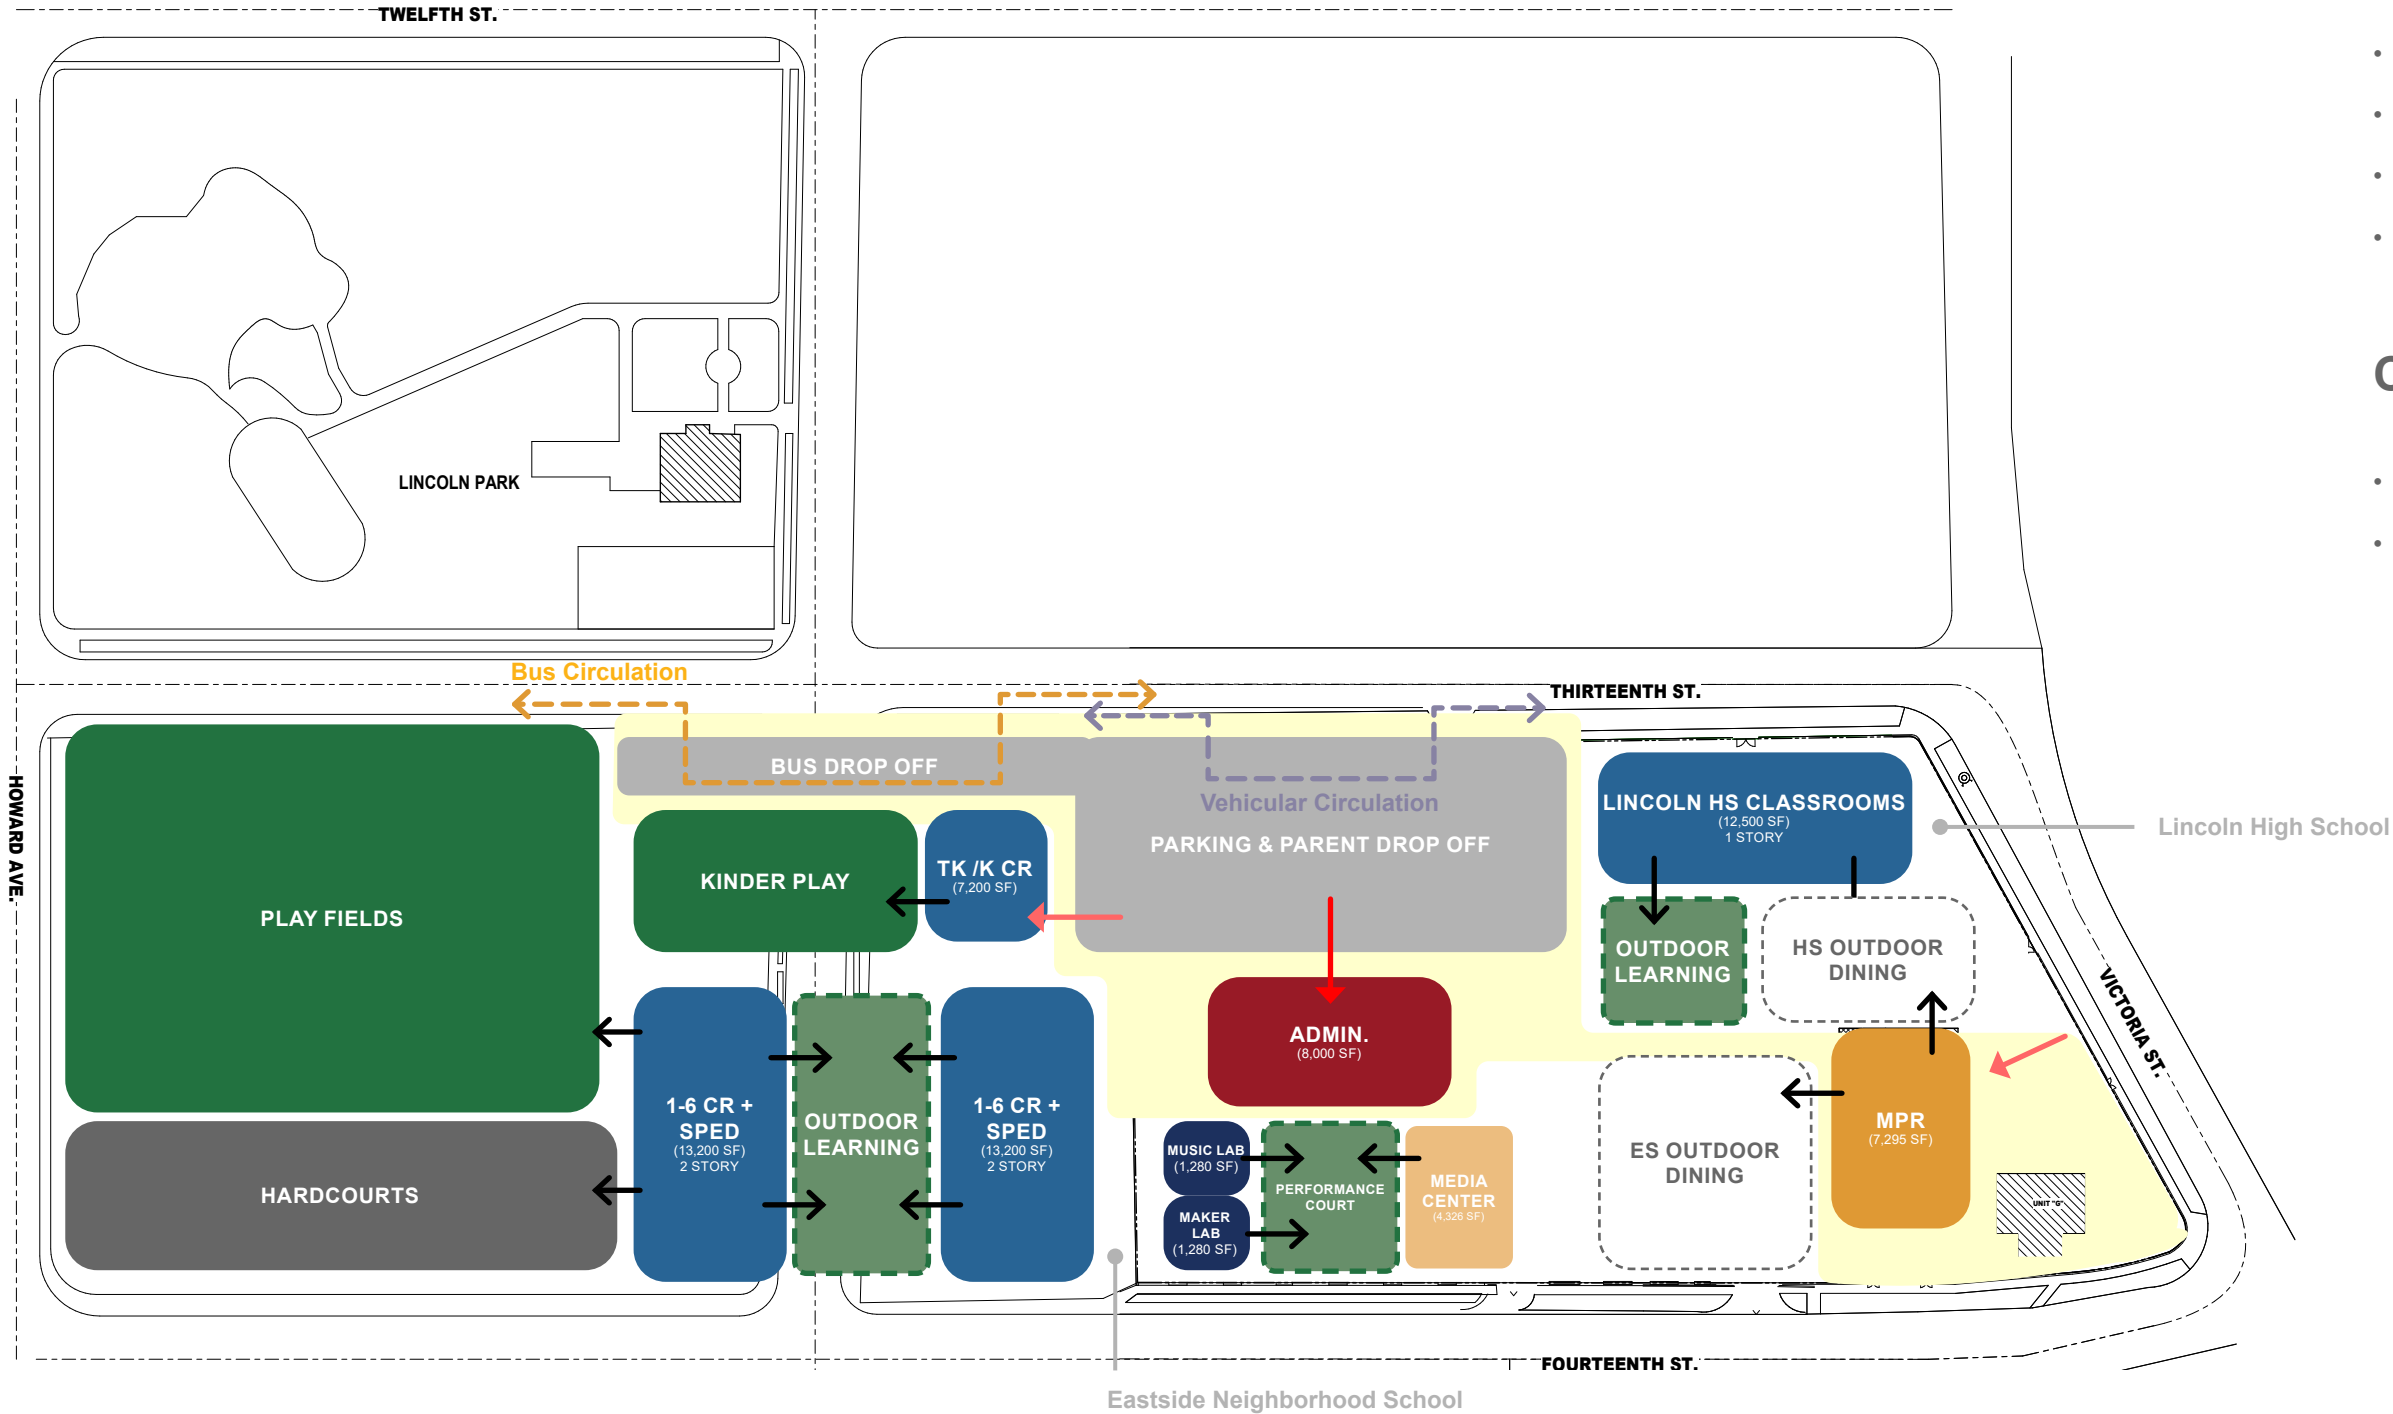 TWELFTH ST.
LINCOLN PARK
Bus Circulation
THIRTEENTH ST.
HOWARD AVE.
BUS DROP OFF
Vehicular Circulation
PARKING & PARENT DROP OFF
LINCOLN HS CLASSROOMS
(12,500 SF)
1 STORY
Lincoln High School
KINDER PLAY
TK /K CR
(7,200 SF)
PLAY FIELDS
OUTDOOR
LEARNING
HS OUTDOOR
DINING
VICTORIA ST.
ADMIN.
(8,000 SF)
1-6 CR +
SPED
(13,200 SF)
2 STORY
OUTDOOR
LEARNING
1-6 CR +
SPED
(13,200 SF)
2 STORY
HARDCOURTS
MUSIC LAB
(1,280 SF)
MAKER
LAB
(1,280 SF)
PERFORMANCE
COURT
MEDIA
CENTER
(4,326 SF)
ES OUTDOOR
DINING
MPR
(7,295 SF)
UNIT "G"
FOURTEENTH ST.
Eastside Neighborhood School